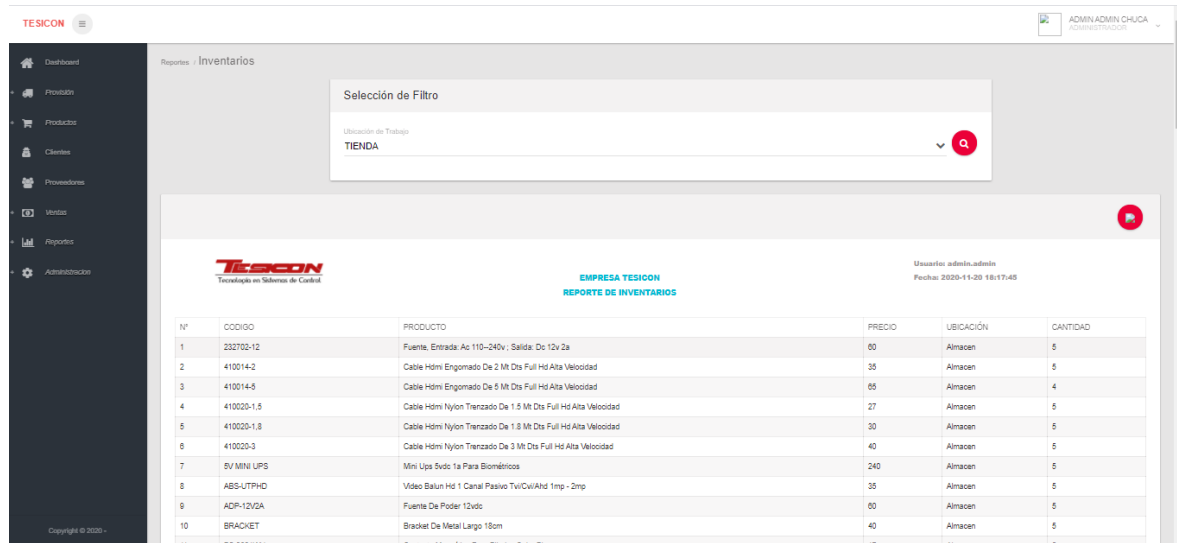 TESICON
ADMIN ADMIN CHUCA
ADMINISTRADOR
Dashboard
Provisión
Productos
Clientes
Proveedores
Ventas
Reportes
Administracion
Copyright © 2020 -
Reportes / Inventarios
Selección de Filtro
Ubicación de Trabajo
TIENDA
TESICON
Tecnología en Sistemas de Control
EMPRESA TESICON
REPORTE DE INVENTARIOS
Usuario: admin.admin
Fecha: 2020-11-20 18:17:45
N° CODIGO PRODUCTO PRECIO UBICACIÓN CANTIDAD
1 232702-12 Fuente, Entrada: Ac 110--240v ; Salida: Dc 12v 2a 60 Almacen 5
2 410014-2 Cable Hdmi Engomado De 2 Mt Dts Full Hd Alta Velocidad 35 Almacen 5
3 410014-5 Cable Hdmi Engomado De 5 Mt Dts Full Hd Alta Velocidad 65 Almacen 4
4 410020-1,5 Cable Hdmi Nylon Trenzado De 1.5 Mt Dts Full Hd Alta Velocidad 27 Almacen 5
5 410020-1,8 Cable Hdmi Nylon Trenzado De 1.8 Mt Dts Full Hd Alta Velocidad 30 Almacen 5
6 410020-3 Cable Hdmi Nylon Trenzado De 3 Mt Dts Full Hd Alta Velocidad 40 Almacen 5
7 5V MINI UPS Mini Ups 5vdc 1a Para Biométricos 240 Almacen 5
8 ABS-UTPHD Video Balun Hd 1 Canal Pasivo Tvi/Cvi/Ahd 1mp - 2mp 35 Almacen 5
9 ADP-12V2A Fuente De Poder 12vdc 60 Almacen 5
10 BRACKET Bracket De Metal Largo 18cm 40 Almacen 5